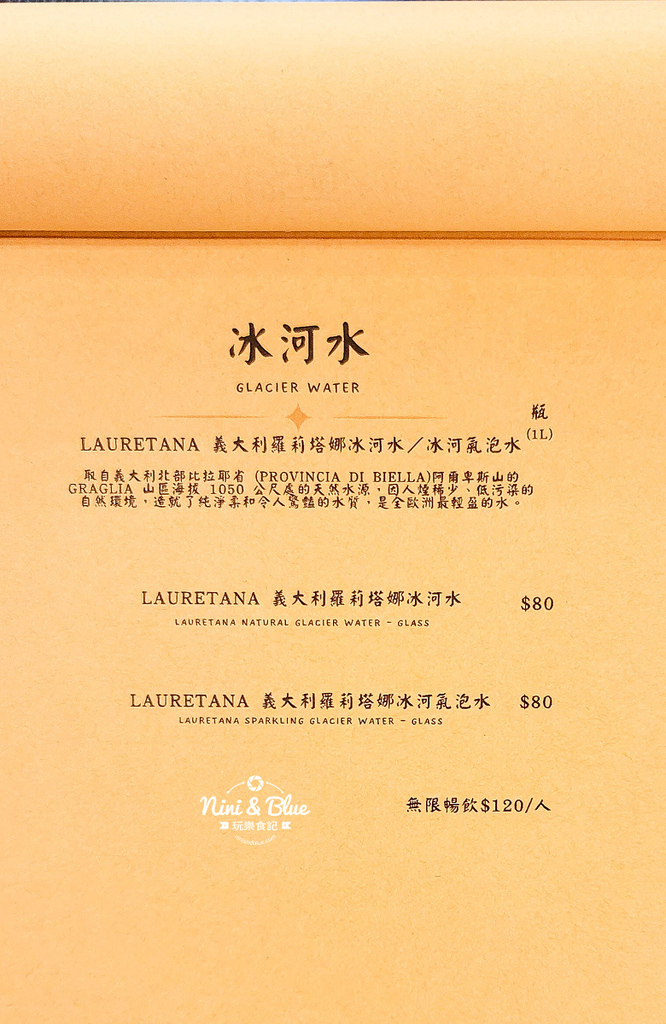 冰河水
GLACIER WATER
瓶
(1L)
LAURETANA 義大利羅莉塔娜冰河水／冰河氣泡水
取自義大利北部比拉耶省 (PROVINCIA DI BIELLA)阿爾卑斯山的
GRAGLIA 山區海拔 1050 公尺處的天然水源，因人煙稀少、低污染的
自然環境，造就了純淨柔和令人驚豔的水質，是全歐洲最輕盈的水。
LAURETANA 義大利羅莉塔娜冰河水 $80
LAURETANA NATURAL GLACIER WATER - GLASS
LAURETANA 義大利羅莉塔娜冰河氣泡水 $80
LAURETANA SPARKLING GLACIER WATER - GLASS
無限暢飲$120/人
Nini & Blue
玩樂食記